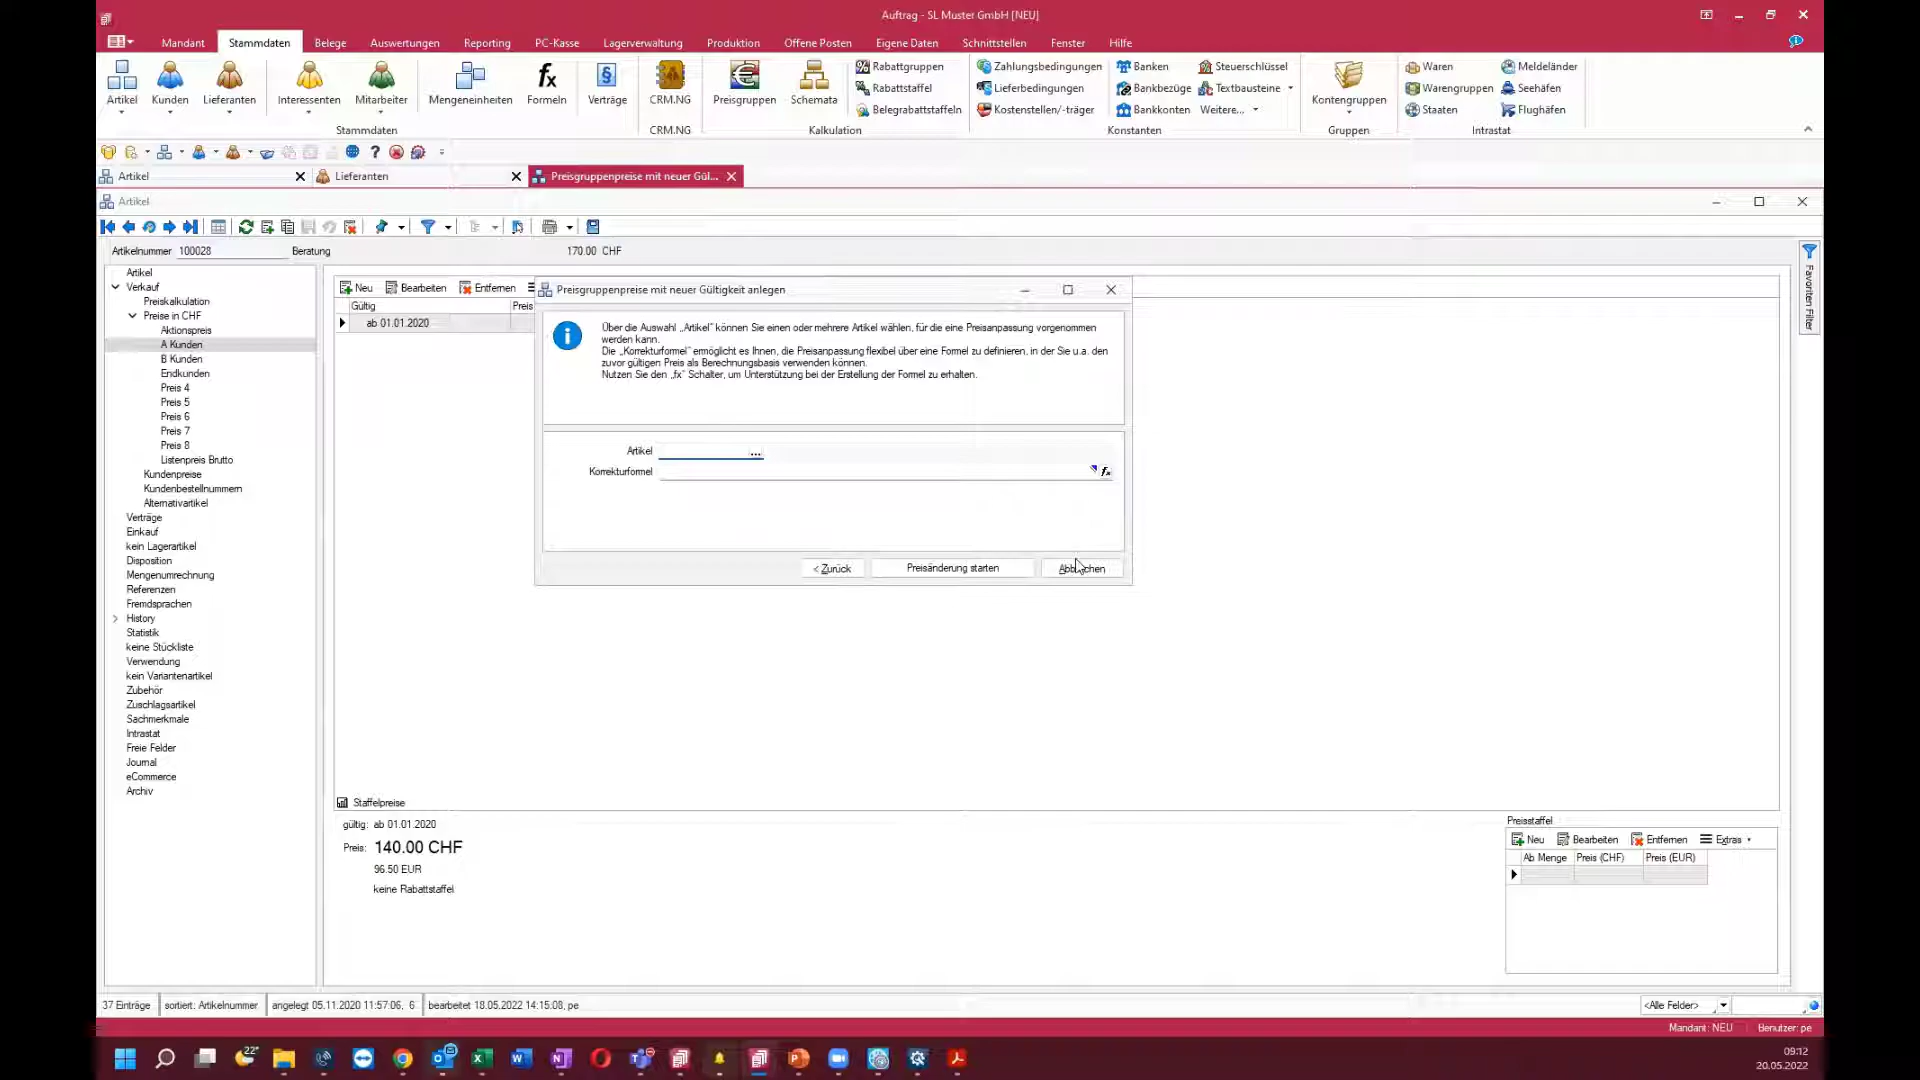 Auftrag - SL Muster GmbH [NEU]
Mandant Stammdaten Belege Auswertungen Reporting PC-Kasse Lagerverwaltung Produktion Offene Posten Eigene Daten Schnittstellen Fenster Hilfe
Artikel Kunden Lieferanten Interessenten Mitarbeiter Mengeneinheiten Formeln Verträge CRM.NG Preisgruppen Schemata
Rabattgruppen
Rabattstaffel
Belegrabattstaffeln
Zahlungsbedingungen
Lieferbedingungen
Kostenstellen/-träger
Banken
Bankbezüge
Bankkonten
Steuerschlüssel
Textbausteine
Weitere...
Kontengruppen
Waren
Warengruppen
Staaten
Meldeländer
Seehäfen
Flughäfen
Stammdaten CRM.NG Kalkulation Konstanten Gruppen Intrastat
Artikel Lieferanten Preisgruppenpreise mit neuer Gül...
Artikel
Artikelnummer 100028 Beratung 170.00 CHF
Favoriten Filter
Artikel
Verkauf
Preiskalkulation
Preise in CHF
Aktionspreis
A Kunden
B Kunden
Endkunden
Preis 4
Preis 5
Preis 6
Preis 7
Preis 8
Listenpreis Brutto
Kundenpreise
Kundenbestellnummern
Alternativartikel
Verträge
Einkauf
kein Lagerartikel
Disposition
Mengenumrechnung
Referenzen
Fremdsprachen
History
Statistik
keine Stückliste
Verwendung
kein Variantenartikel
Zubehör
Zuschlagsartikel
Sachmerkmale
Intrastat
Freie Felder
Journal
eCommerce
Archiv
Neu Bearbeiten Entfernen
Gültig Preis
ab 01.01.2020
Preisgruppenpreise mit neuer Gültigkeit anlegen
Über die Auswahl „Artikel" können Sie einen oder mehrere Artikel wählen, für die eine Preisanpassung vorgenommen
werden kann.
Die „Korrekturformel" ermöglicht es Ihnen, die Preisanpassung flexibel über eine Formel zu definieren, in der Sie u.a. den
zuvor gültigen Preis als Berechnungsbasis verwenden können.
Nutzen Sie den „fx" Schalter, um Unterstützung bei der Erstellung der Formel zu erhalten.
Artikel ...
Korrekturformel fx
< Zurück Preisänderung starten
Staffelpreise
gültig: ab 01.01.2020
Preis: 140.00 CHF
96.50 EUR
keine Rabattstaffel
Preisstaffel
Neu Bearbeiten Entfernen Extras
Ab Menge Preis (CHF) Preis (EUR)
37 Einträge sortiert: Artikelnummer angelegt 05.11.2020 11:57:06, 6 bearbeitet 18.05.2022 14:15:08, pe <Alle Felder>
Mandant: NEU Benutzer: pe
22°
09:12
20.05.2022